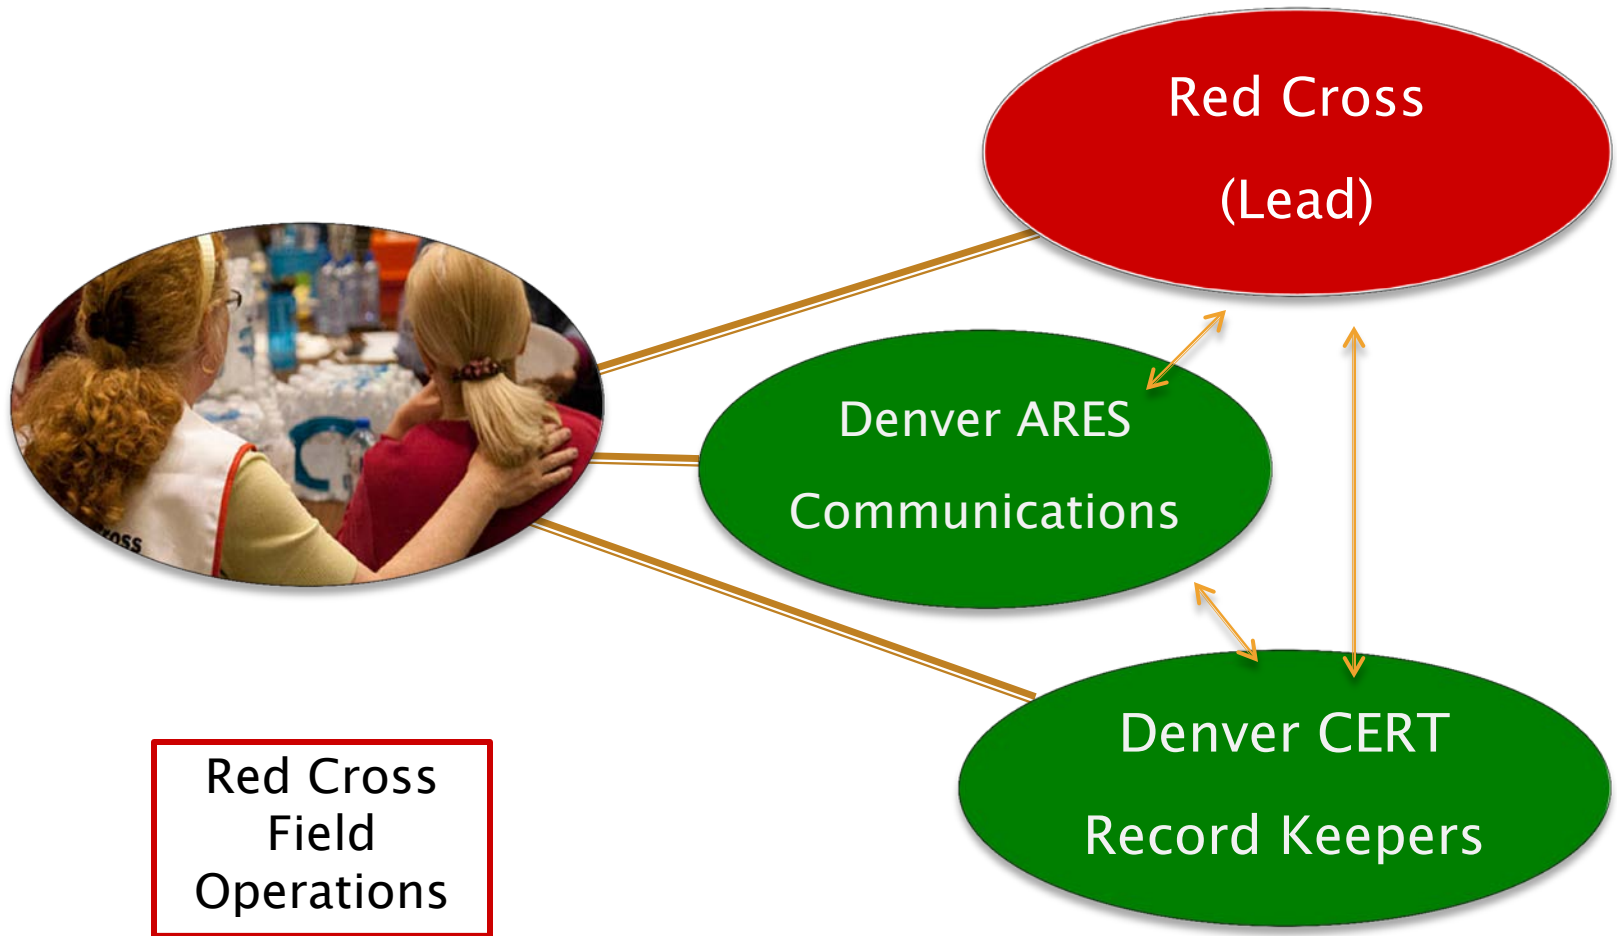 Red Cross
(Lead)
Denver ARES
Communications
Denver CERT
Record Keepers
Red Cross
Field
Operations